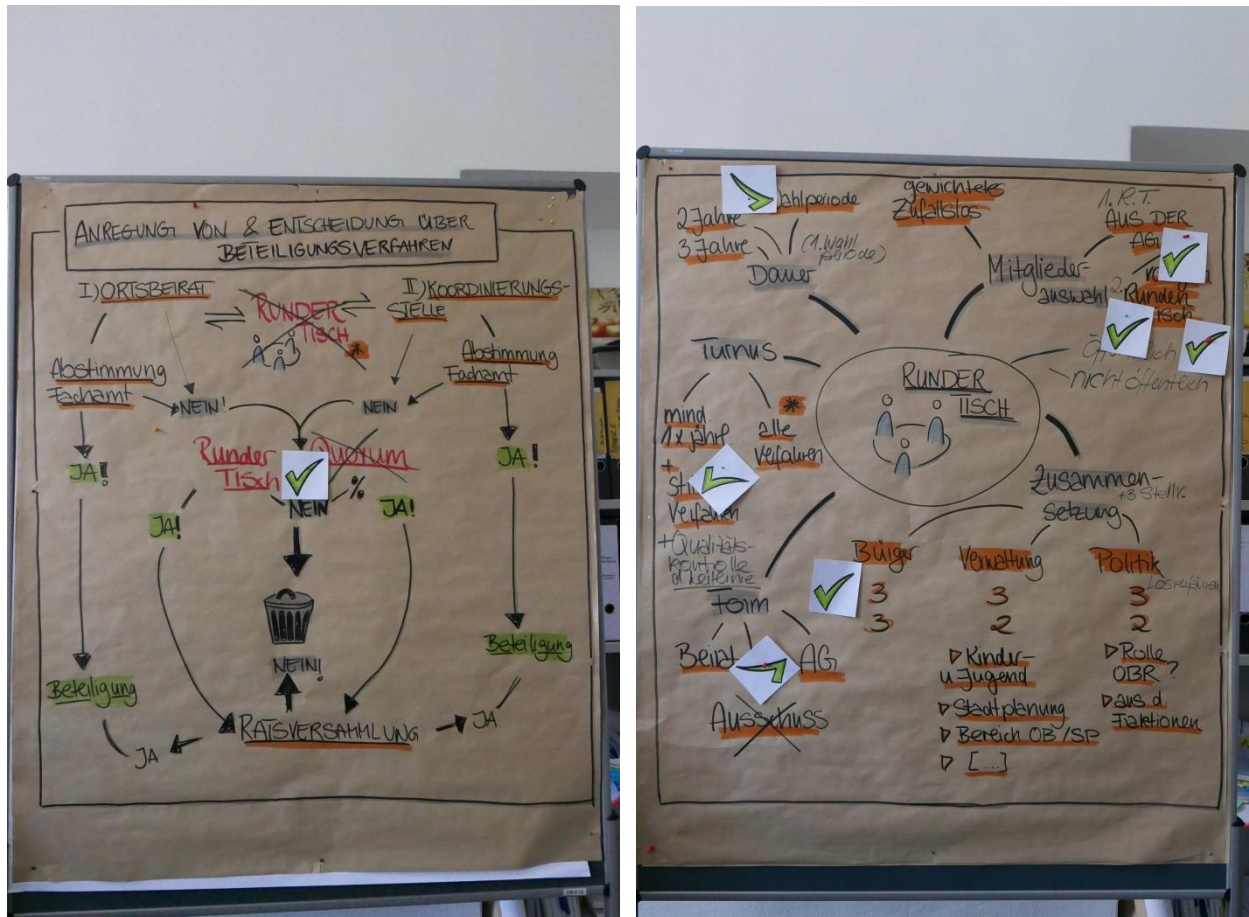 ANREGUNG VON & ENTSCHEIDUNG ÜBER
BETEILIGUNGSVERFAHREN
I) ORTSBEIRAT
RUNDER
TISCH
*
II) KOORDINIERUNGS-
STELLE
Abstimmung
Fachamt
Abstimmung
Fachamt
NEIN!
NEIN
JA!
Runder
Tisch
Quorum
%
JA!
NEIN
JA!
JA!
Beteiligung
Beteiligung
NEIN!
RATSVERSAMMLUNG
JA
JA
2 Jahre
3 Jahre
(1. Wahl
periode)
Dauer
gewichtetes
Zufallslos
1. R.T.
AUS DER
AG
Mitglieder-
auswahl
2.
Runden
nicht öffentlich
Turnus
mind.
1x jährl
+
Verfahren
+Qualitäts-
kontrolle
d Leitlinie
*
alle
Verfahren
RUNDER
TISCH
Zusammen-
setzung
+3 Stellv.
Bürger
3
3
Verwaltung
3
2
▷ Kinder-
u Jugend
▷ Stadtplanung
▷ Bereich OB/SP
▷ [...]
Politik
Losverfahren
3
2
▷ Rolle
OBR?
▷ aus d
Fraktionen
Form
Beirat
AG
Ausschuss